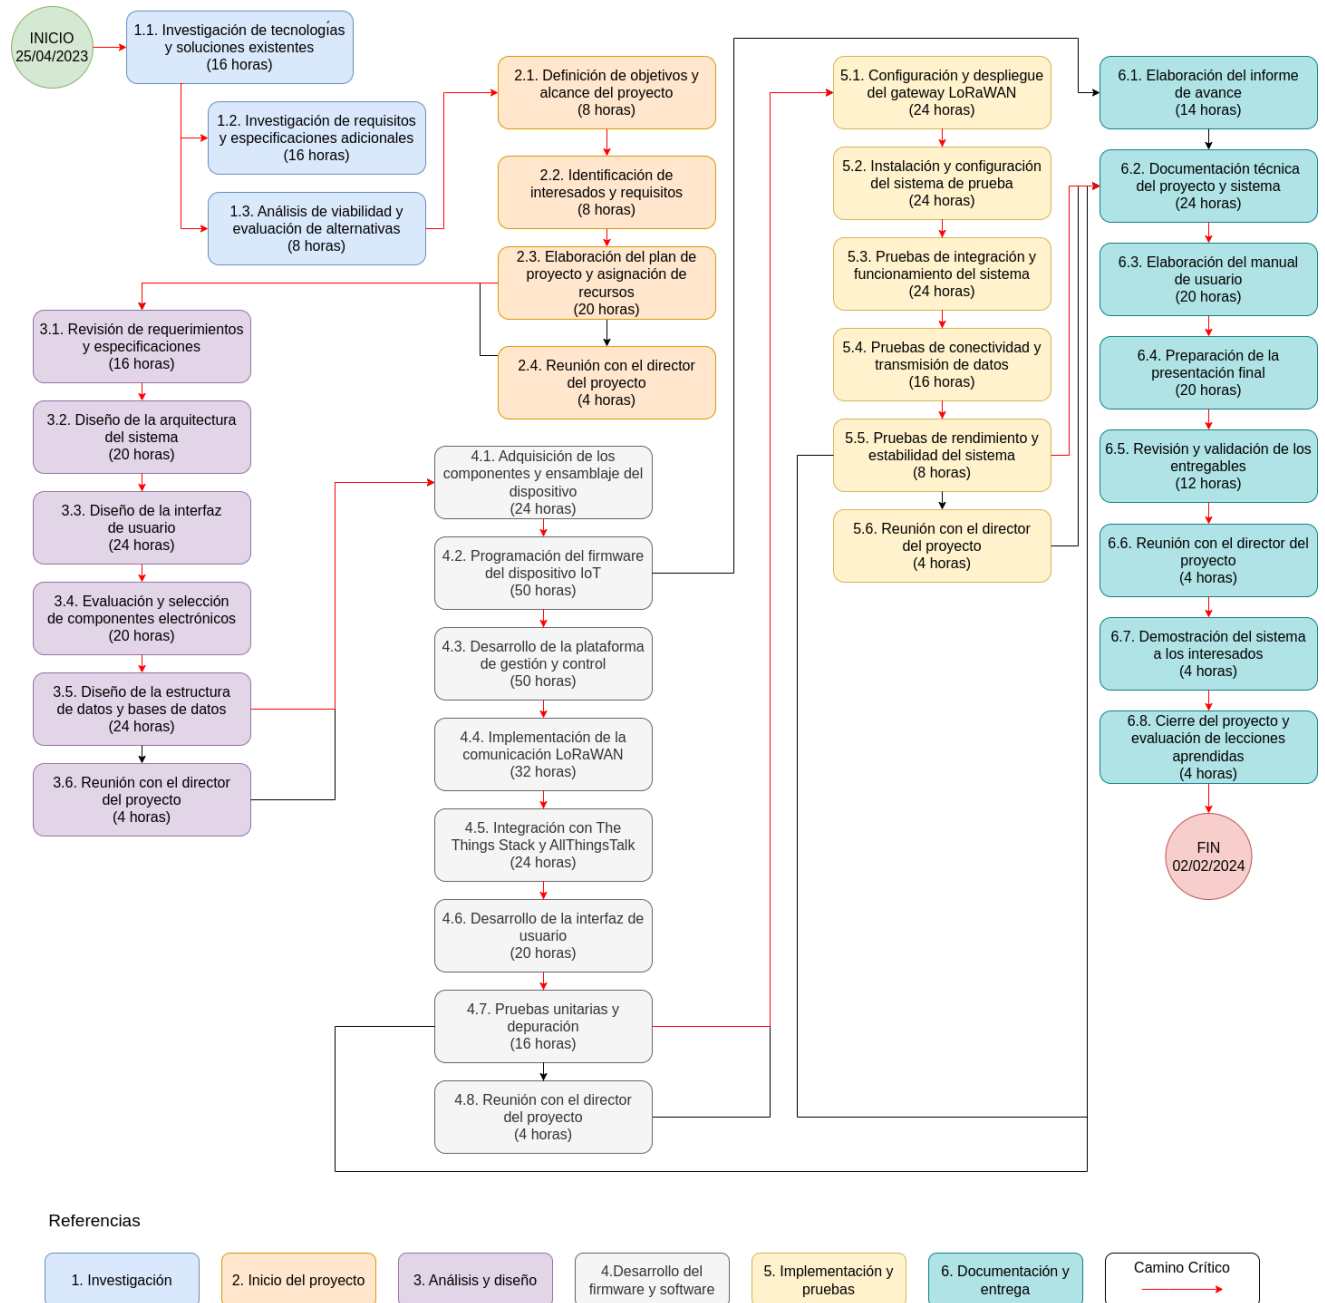 INICIO
25/04/2023
1.1. Investigación de tecnologías
y soluciones existentes
(16 horas)
1.2. Investigación de requisitos
y especificaciones adicionales
(16 horas)
1.3. Análisis de viabilidad y
evaluación de alternativas
(8 horas)
2.1. Definición de objetivos y
alcance del proyecto
(8 horas)
2.2. Identificación de
interesados y requisitos
(8 horas)
2.3. Elaboración del plan de
proyecto y asignación de
recursos
(20 horas)
2.4. Reunión con el director
del proyecto
(4 horas)
3.1. Revisión de requerimientos
y especificaciones
(16 horas)
3.2. Diseño de la arquitectura
del sistema
(20 horas)
3.3. Diseño de la interfaz
de usuario
(24 horas)
3.4. Evaluación y selección
de componentes electrónicos
(20 horas)
3.5. Diseño de la estructura
de datos y bases de datos
(24 horas)
3.6. Reunión con el director
del proyecto
(4 horas)
4.1. Adquisición de los
componentes y ensamblaje del
dispositivo
(24 horas)
4.2. Programación del firmware
del dispositivo IoT
(50 horas)
4.3. Desarrollo de la plataforma
de gestión y control
(50 horas)
4.4. Implementación de la
comunicación LoRaWAN
(32 horas)
4.5. Integración con The
Things Stack y AllThingsTalk
(24 horas)
4.6. Desarrollo de la interfaz de
usuario
(20 horas)
4.7. Pruebas unitarias y
depuración
(16 horas)
4.8. Reunión con el director
del proyecto
(4 horas)
5.1. Configuración y despliegue
del gateway LoRaWAN
(24 horas)
5.2. Instalación y configuración
del sistema de prueba
(24 horas)
5.3. Pruebas de integración y
funcionamiento del sistema
(24 horas)
5.4. Pruebas de conectividad y
transmisión de datos
(16 horas)
5.5. Pruebas de rendimiento y
estabilidad del sistema
(8 horas)
5.6. Reunión con el director
del proyecto
(4 horas)
6.1. Elaboración del informe
de avance
(14 horas)
6.2. Documentación técnica
del proyecto y sistema
(24 horas)
6.3. Elaboración del manual
de usuario
(20 horas)
6.4. Preparación de la
presentación final
(20 horas)
6.5. Revisión y validación de los
entregables
(12 horas)
6.6. Reunión con el director del
proyecto
(4 horas)
6.7. Demostración del sistema
a los interesados
(4 horas)
6.8. Cierre del proyecto y
evaluación de lecciones
aprendidas
(4 horas)
FIN
02/02/2024
Referencias
1. Investigación
2. Inicio del proyecto
3. Análisis y diseño
4.Desarrollo del
firmware y software
5. Implementación y
pruebas
6. Documentación y
entrega
Camino Crítico